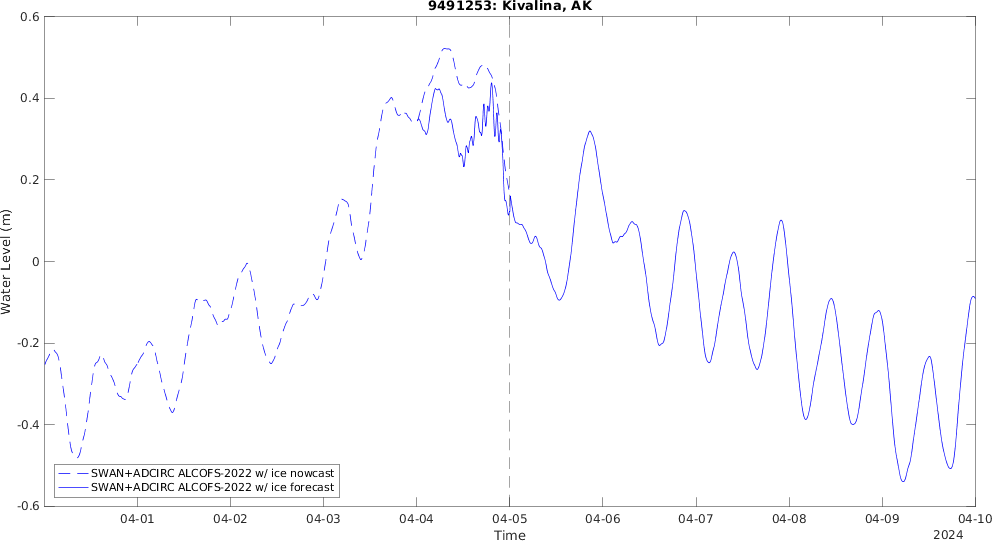 9491253: Kivalina, AK
0.6
0.4
0.2
0
-0.2
-0.4
-0.6
Water Level (m)
SWAN+ADCIRC ALCOFS-2022 w/ ice nowcast
SWAN+ADCIRC ALCOFS-2022 w/ ice forecast
04-01 04-02 04-03 04-04 04-05 04-06 04-07 04-08 04-09 04-10
Time
2024